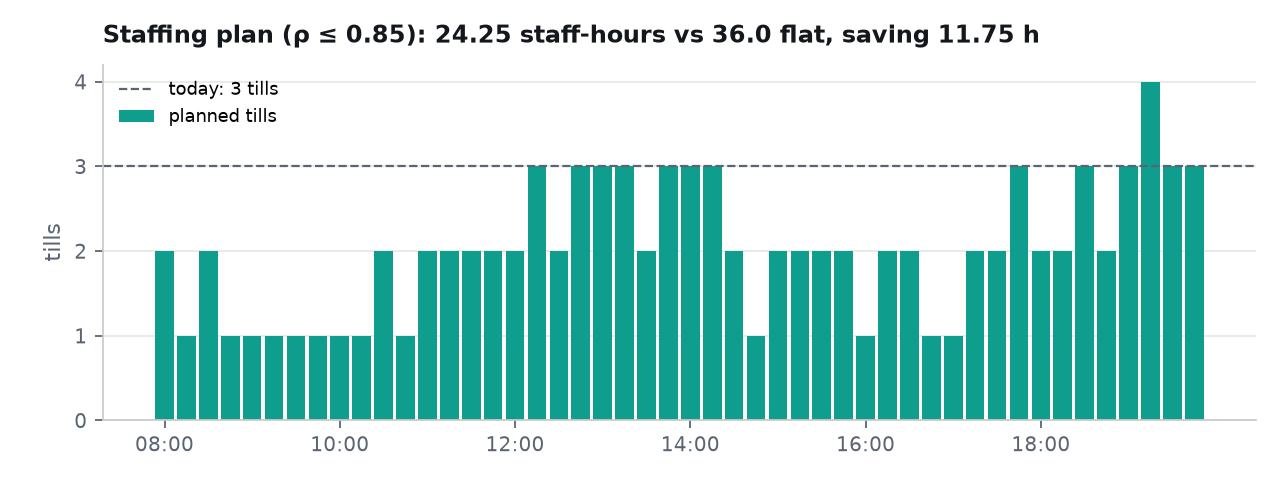 Staffing plan (ρ ≤ 0.85): 24.25 staff-hours vs 36.0 flat, saving 11.75 h
today: 3 tills
planned tills
tills
4
3
2
1
0
08:00 10:00 12:00 14:00 16:00 18:00